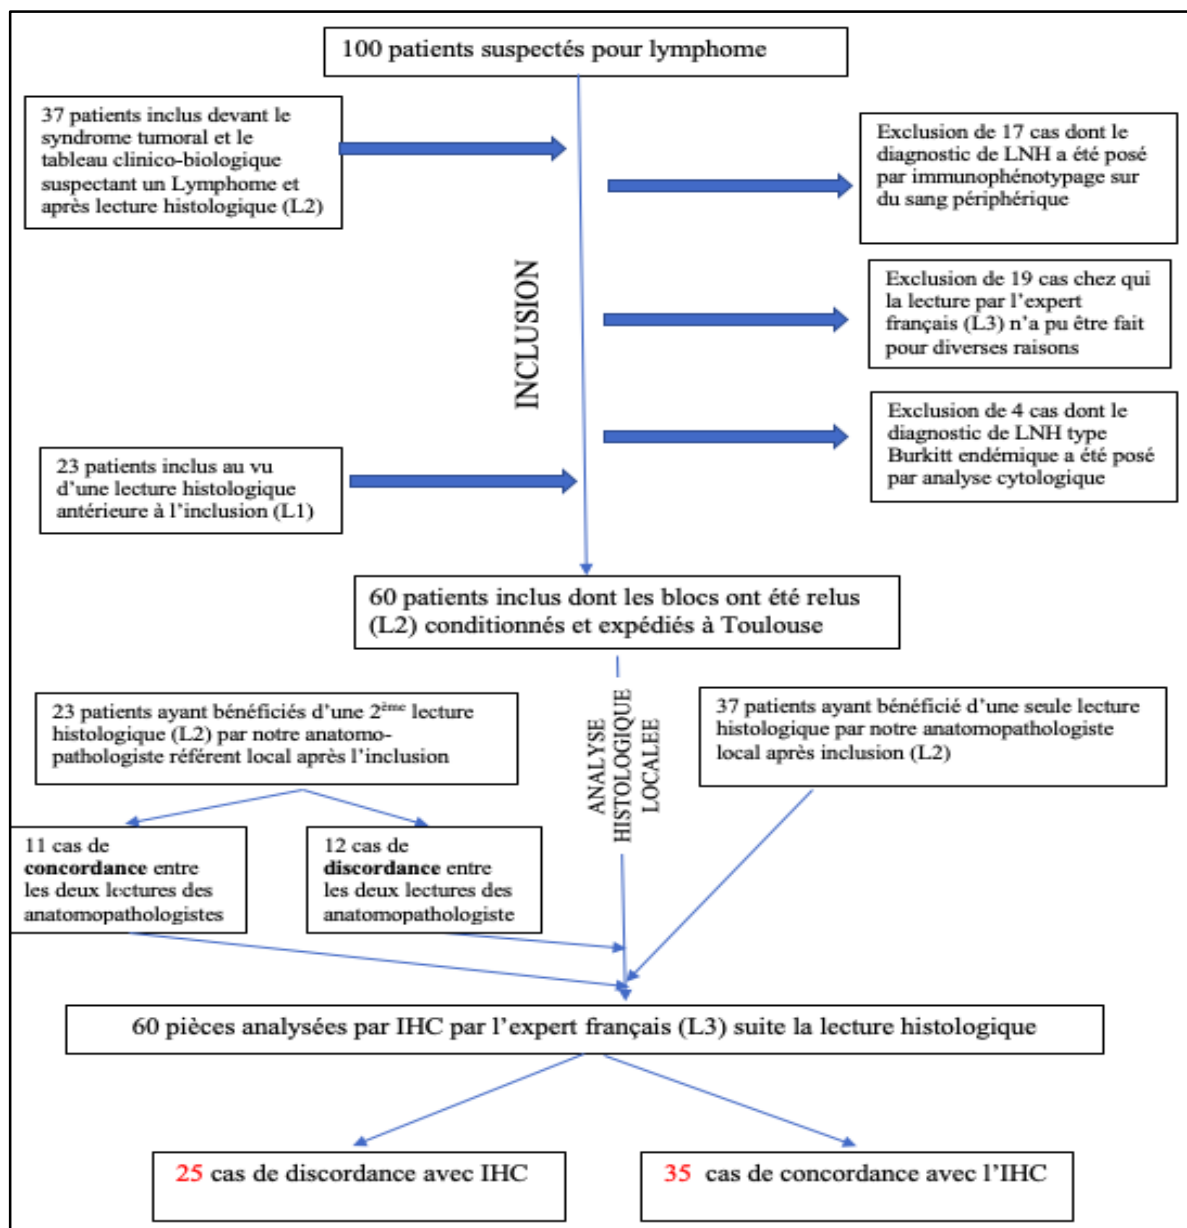 100 patients suspectés pour lymphome
37 patients inclus devant le
syndrome tumoral et le
tableau clinico-biologique
suspectant un Lymphome et
après lecture histologique (L2)
Exclusion de 17 cas dont le
diagnostic de LNH a été posé
par immunophénotypage sur
du sang périphérique
INCLUSION
Exclusion de 19 cas chez qui
la lecture par l'expert
français (L3) n'a pu être fait
pour diverses raisons
Exclusion de 4 cas dont le
diagnostic de LNH type
Burkitt endémique a été posé
par analyse cytologique
23 patients inclus au vu
d'une lecture histologique
antérieure à l'inclusion (L1)
60 patients inclus dont les blocs ont été relus
(L2) conditionnés et expédiés à Toulouse
23 patients ayant bénéficiés d'une 2ème lecture
histologique (L2) par notre anatomo-
pathologiste référent local après l'inclusion
ANALYSE
HISTOLOGIQUE
LOCALEE
37 patients ayant bénéficié d'une seule lecture
histologique par notre anatomopathologiste
local après inclusion (L2)
11 cas de
concordance entre
les deux lectures des
anatomopathologistes
12 cas de
discordance entre
les deux lectures des
anatomopathologiste
60 pièces analysées par IHC par l'expert français (L3) suite la lecture histologique
25 cas de discordance avec IHC
35 cas de concordance avec l'IHC